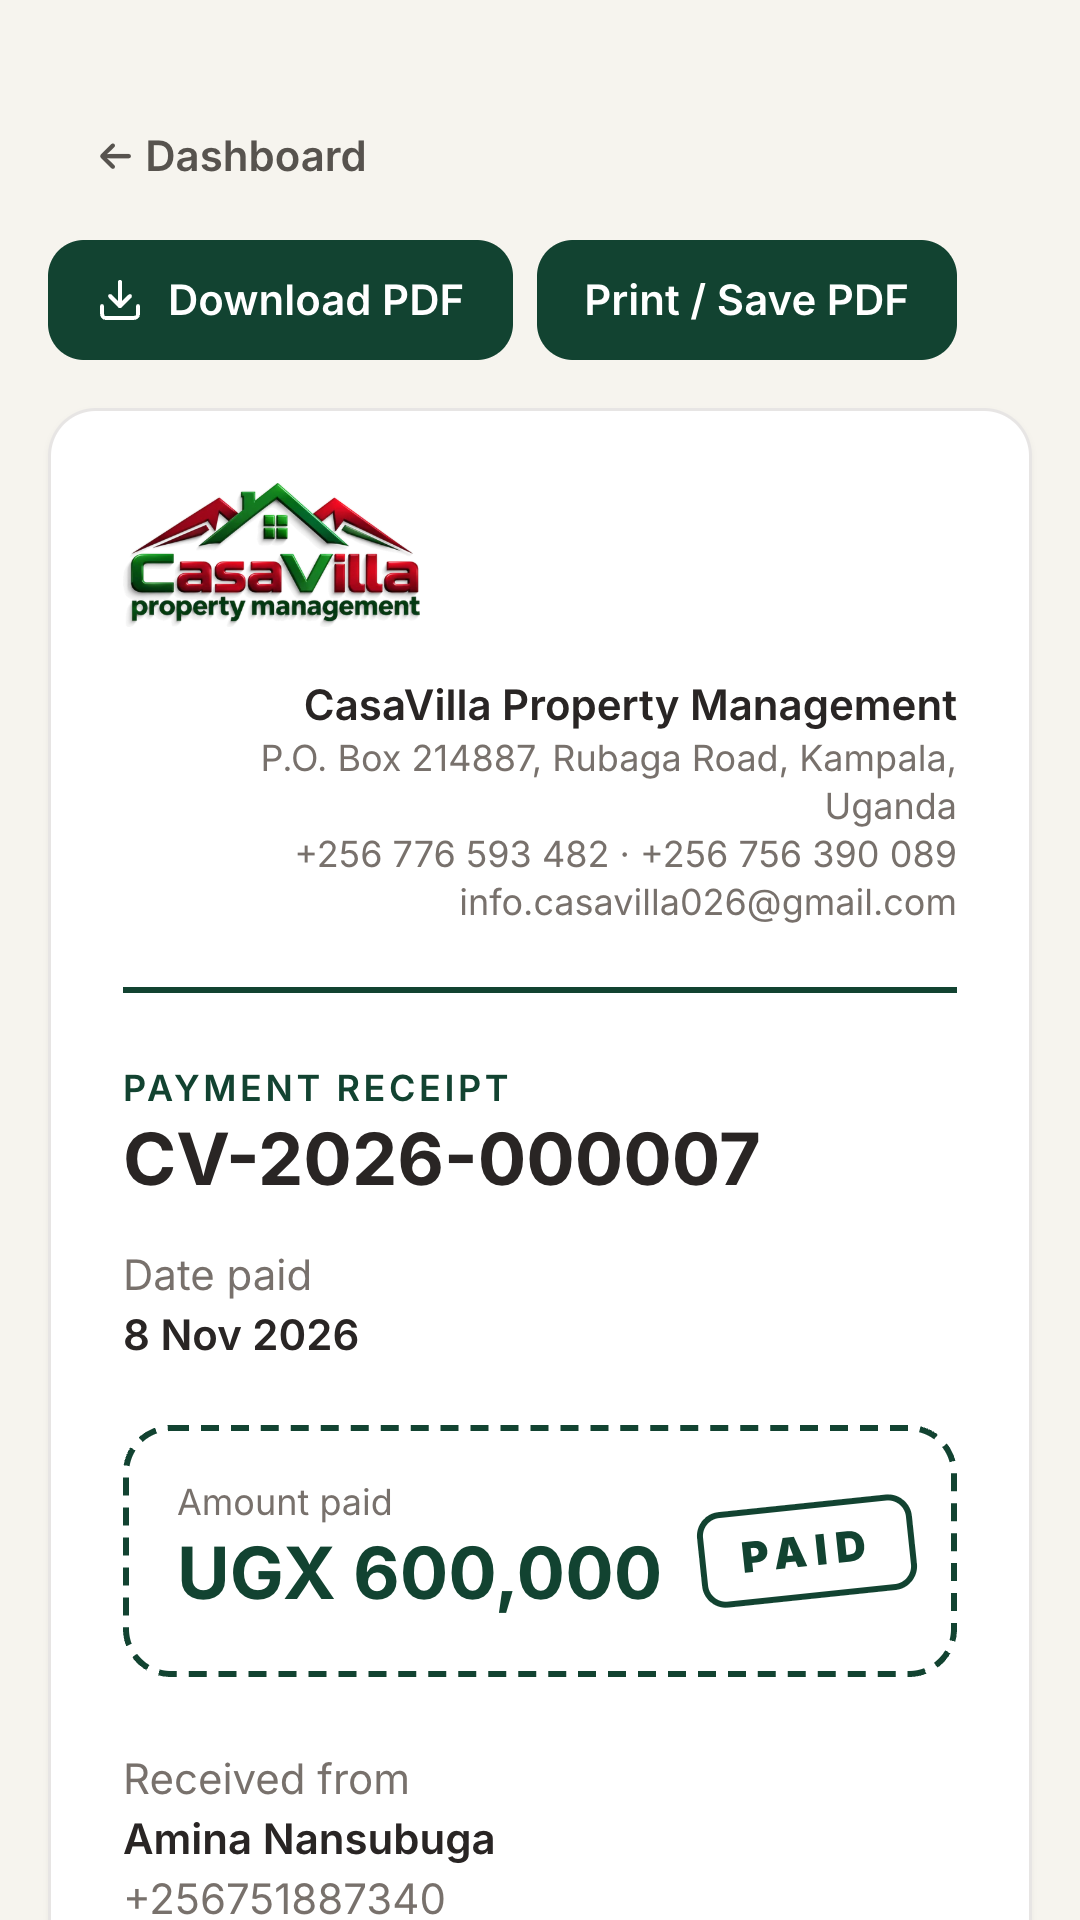 ← Dashboard
Download PDF
Print / Save PDF
CasaVilla
property management
CasaVilla Property Management
P.O. Box 214887, Rubaga Road, Kampala,
Uganda
+256 776 593 482 · +256 756 390 089
info.casavilla026@gmail.com
PAYMENT RECEIPT
CV-2026-000007
Date paid
8 Nov 2026
Amount paid
UGX 600,000
PAID
Received from
Amina Nansubuga
+256751887340